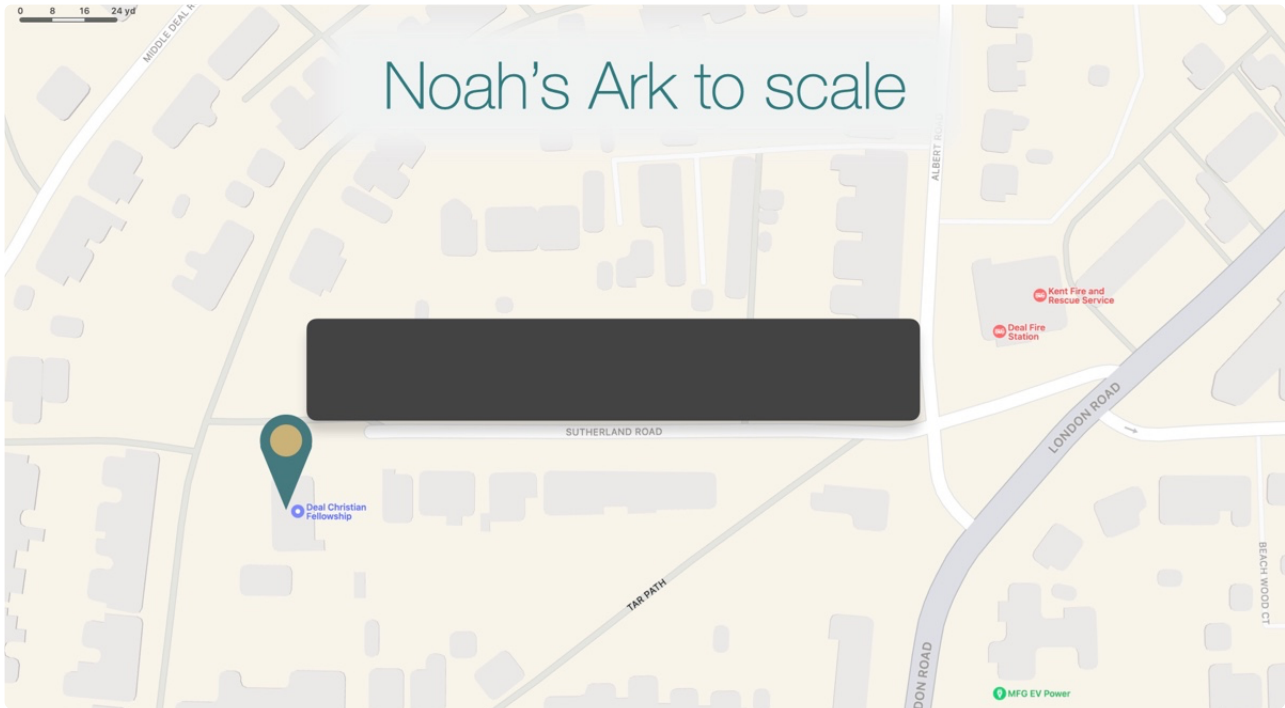 0 8 16 24 yd
MIDDLE DEAL R
Noah's Ark to scale
ALBERT ROAD
Kent Fire and
Rescue Service
Deal Fire
Station
SUTHERLAND ROAD
LONDON ROAD
Deal Christian
Fellowship
TAR PATH
BEACH WOOD CT
DON ROAD
MFG EV Power